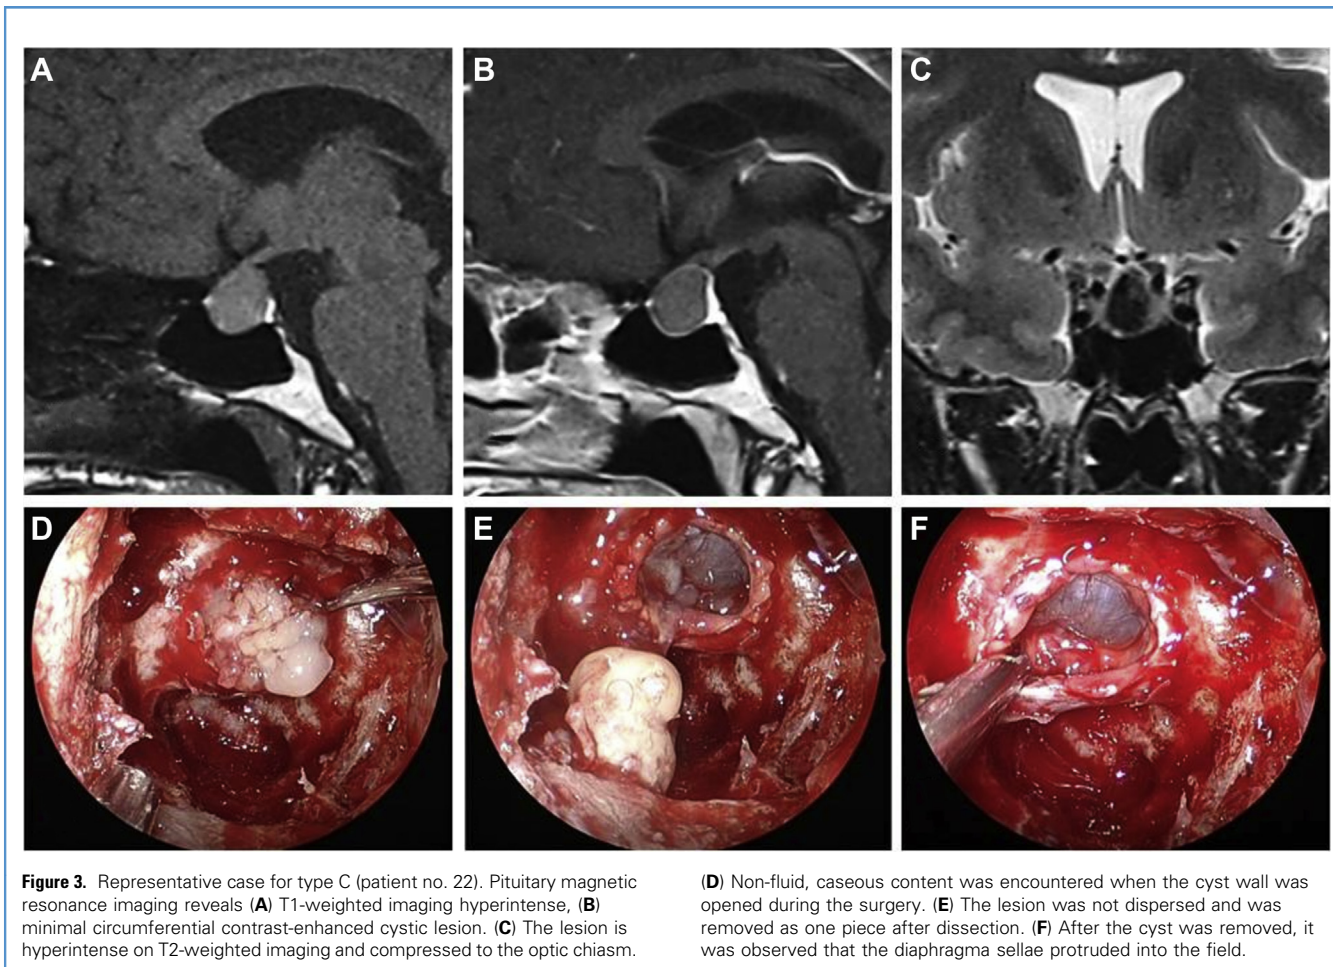 A
B
C
D
E
F
Figure 3. Representative case for type C (patient no. 22). Pituitary magnetic
resonance imaging reveals (A) T1-weighted imaging hyperintense, (B)
minimal circumferential contrast-enhanced cystic lesion. (C) The lesion is
hyperintense on T2-weighted imaging and compressed to the optic chiasm.
(D) Non-fluid, caseous content was encountered when the cyst wall was
opened during the surgery. (E) The lesion was not dispersed and was
removed as one piece after dissection. (F) After the cyst was removed, it
was observed that the diaphragma sellae protruded into the field.